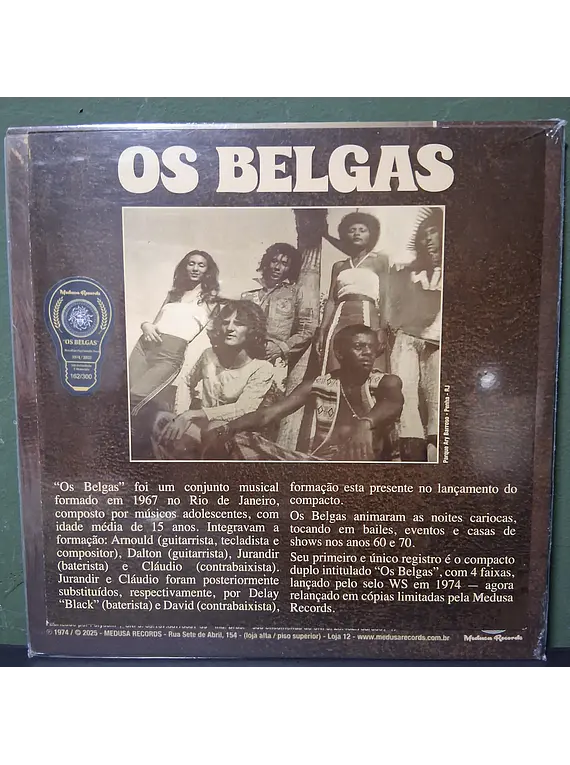 OS BELGAS
Medusa Records
"OS BELGAS"
162/300
Parque Ary Barroso - Penha - RJ
"Os Belgas" foi um conjunto musical
formado em 1967 no Rio de Janeiro,
composto por músicos adolescentes, com
idade média de 15 anos. Integravam a
formação: Arnould (guitarrista, tecladista e
compositor), Dalton (guitarrista), Jurandir
(baterista) e Cláudio (contrabaixista).
Jurandir e Cláudio foram posteriormente
substituídos, respectivamente, por Delay
"Black" (baterista) e David (contrabaixista),
formação esta presente no lançamento do
compacto.
Os Belgas animaram as noites cariocas,
tocando em bailes, eventos e casas de
shows nos anos 60 e 70.
Seu primeiro e único registro é o compacto
duplo intitulado "Os Belgas", com 4 faixas,
lançado pelo selo WS em 1974 — agora
relançado em cópias limitadas pela Medusa
Records.
℗ 1974 / © 2025 - MEDUSA RECORDS - Rua Sete de Abril, 154 - (loja alta / piso superior) - Loja 12 - www.medusarecords.com.br
Medusa Records